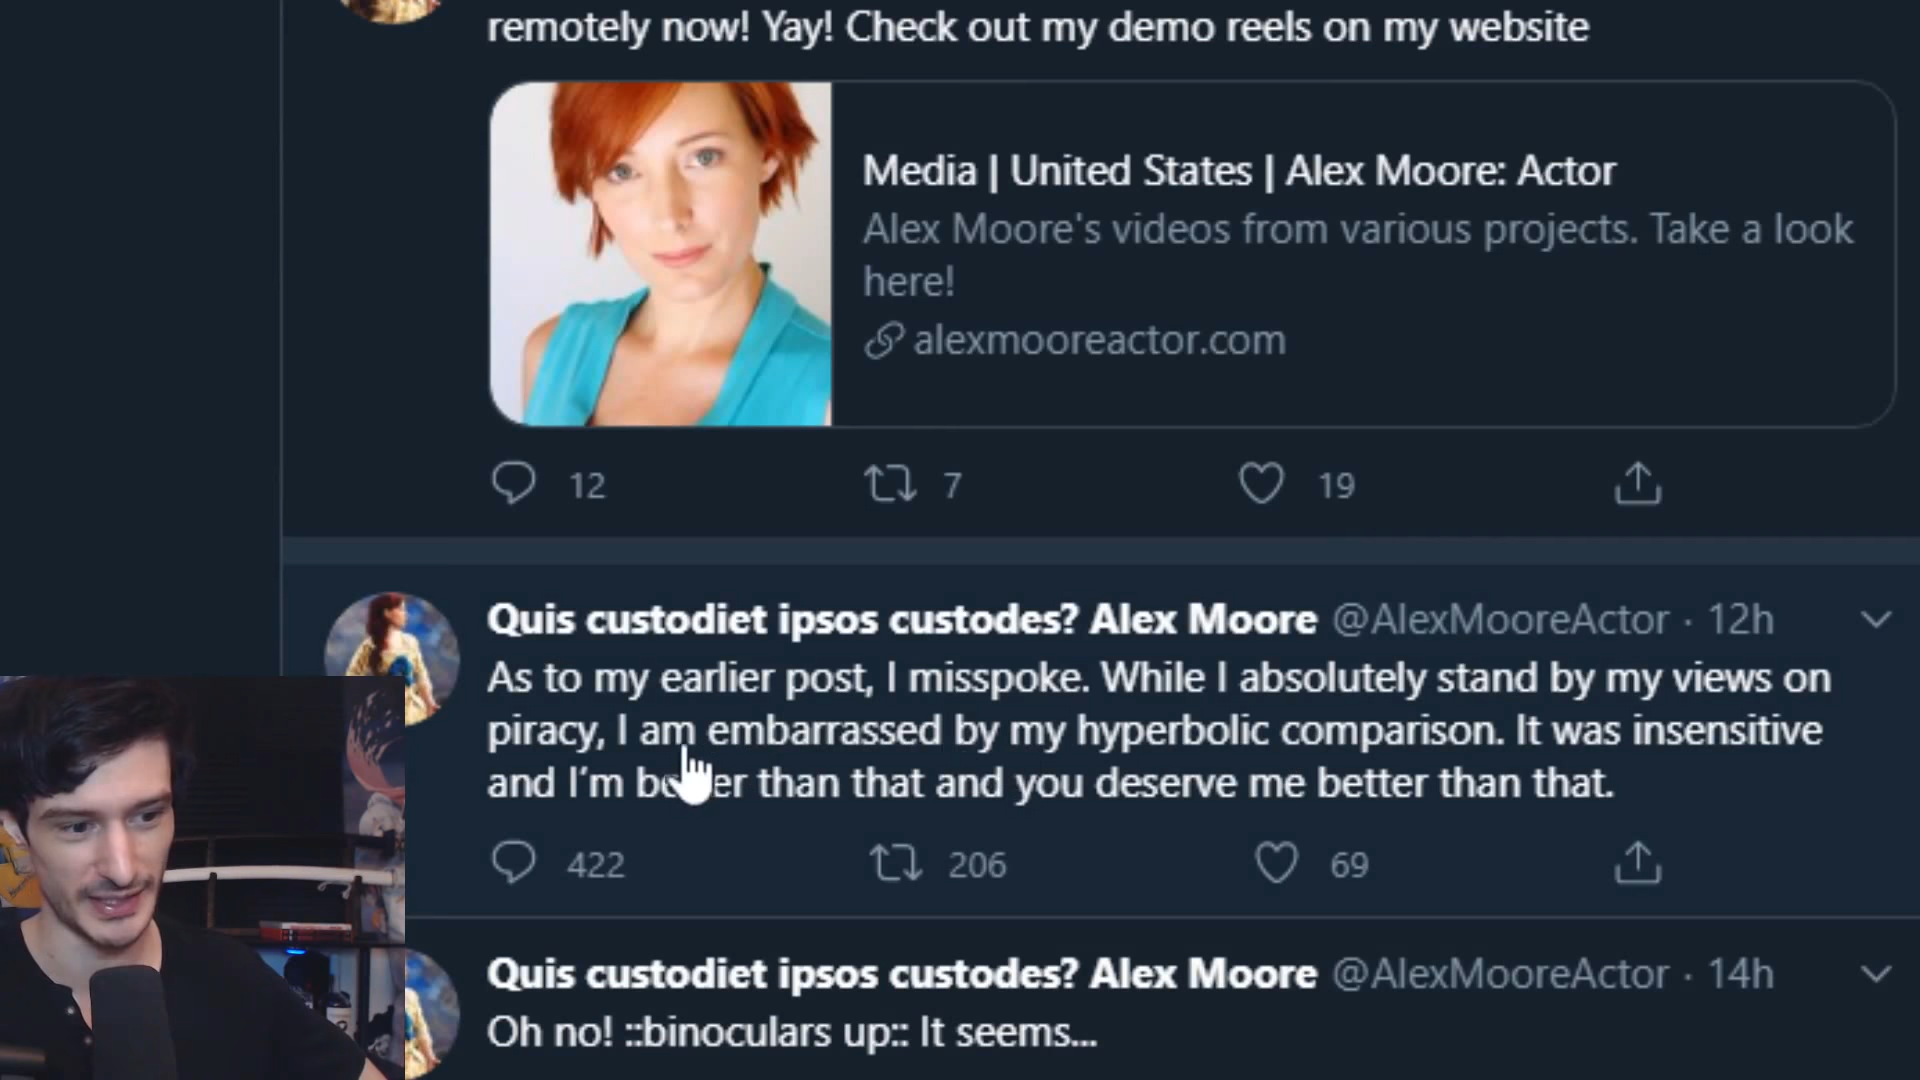 remotely now! Yay! Check out my demo reels on my website
Media | United States | Alex Moore: Actor
Alex Moore's videos from various projects. Take a look
here!
alexmooreactor.com
12 7 19
Quis custodiet ipsos custodes? Alex Moore @AlexMooreActor · 12h
As to my earlier post, I misspoke. While I absolutely stand by my views on
piracy, I am embarrassed by my hyperbolic comparison. It was insensitive
and I'm better than that and you deserve me better than that.
422 206 69
Quis custodiet ipsos custodes? Alex Moore @AlexMooreActor · 14h
Oh no! ::binoculars up:: It seems...